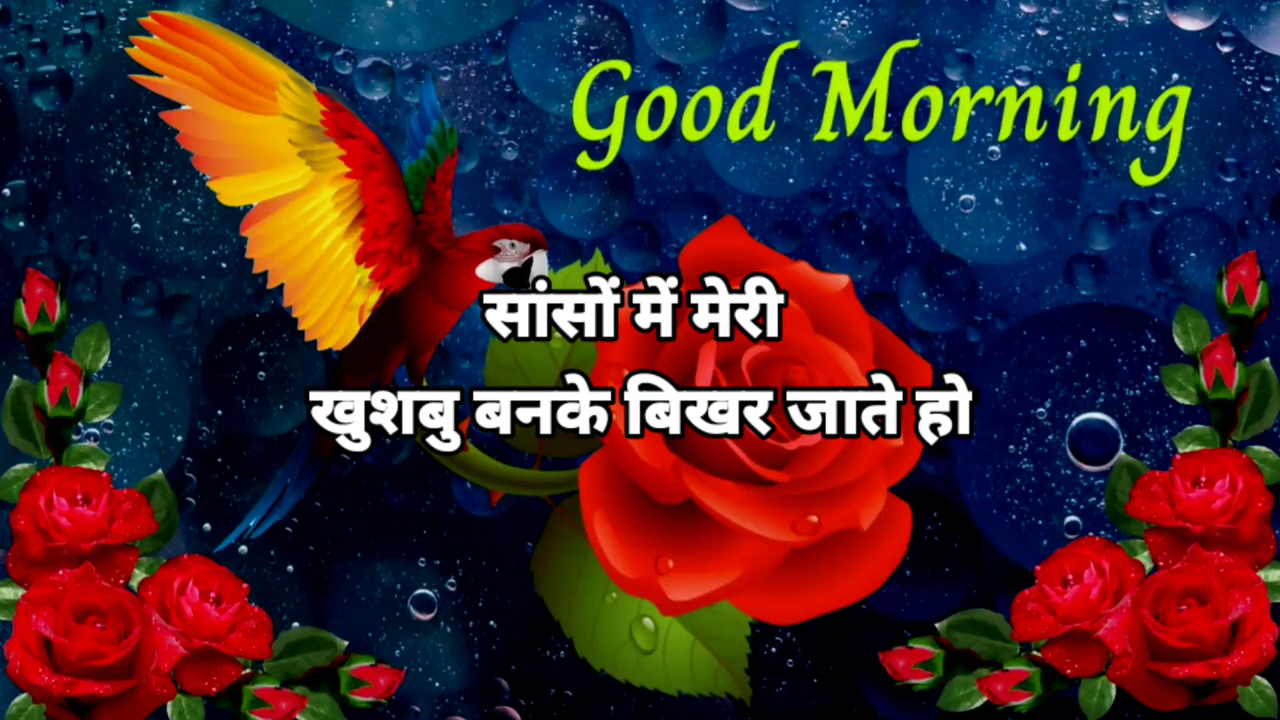 Good Morning
सांसों में मेरी
खुशबु बनके बिखर जाते हो